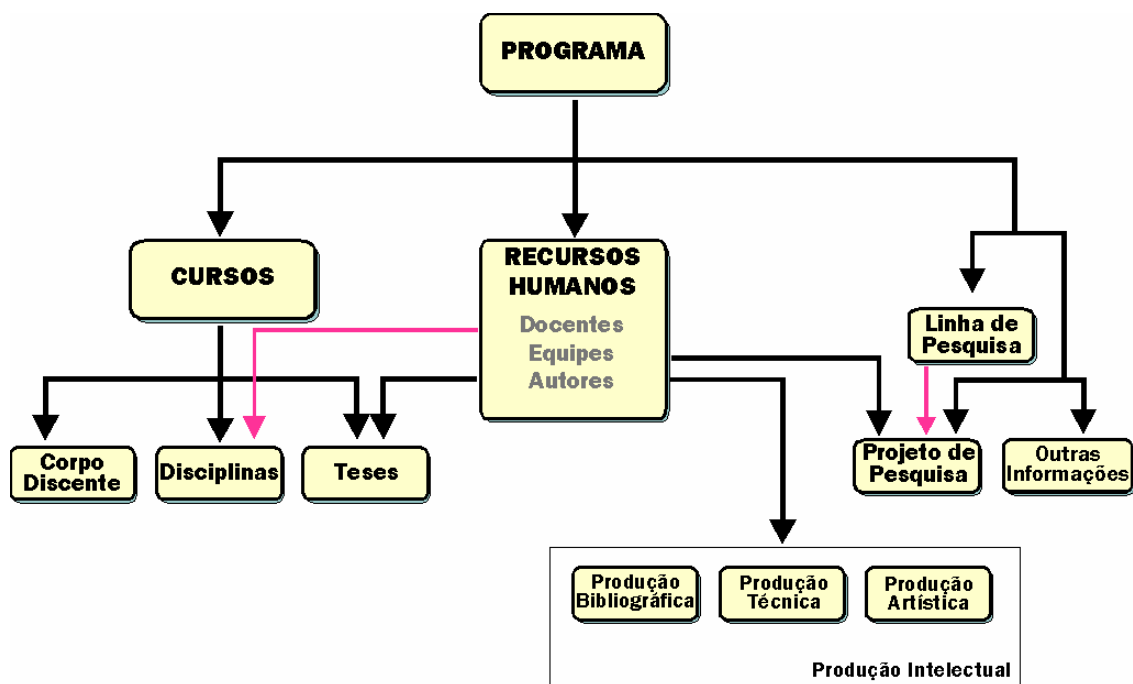 PROGRAMA
CURSOS
RECURSOS
HUMANOS
Docentes
Equipes
Autores
Linha de
Pesquisa
Corpo
Discente
Disciplinas
Teses
Projeto de
Pesquisa
Outras
Informações
Produção
Bibliográfica
Produção
Técnica
Produção
Artística
Produção Intelectual